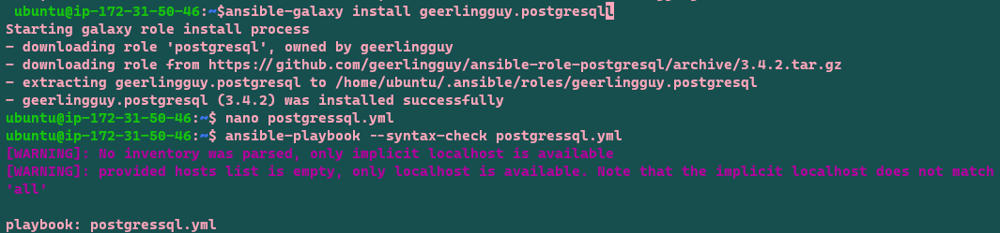 ubuntu@ip-172-31-50-46:~$ansible-galaxy install geerlingguy.postgresqll
Starting galaxy role install process
- downloading role 'postgresql', owned by geerlingguy
- downloading role from https://github.com/geerlingguy/ansible-role-postgresql/archive/3.4.2.tar.gz
- extracting geerlingguy.postgresql to /home/ubuntu/.ansible/roles/geerlingguy.postgresql
- geerlingguy.postgresql (3.4.2) was installed successfully
ubuntu@ip-172-31-50-46:~$ nano postgressql.yml
ubuntu@ip-172-31-50-46:~$ ansible-playbook --syntax-check postgressql.yml
[WARNING]: No inventory was parsed, only implicit localhost is available
[WARNING]: provided hosts list is empty, only localhost is available. Note that the implicit localhost does not match
'all'
playbook: postgressql.yml